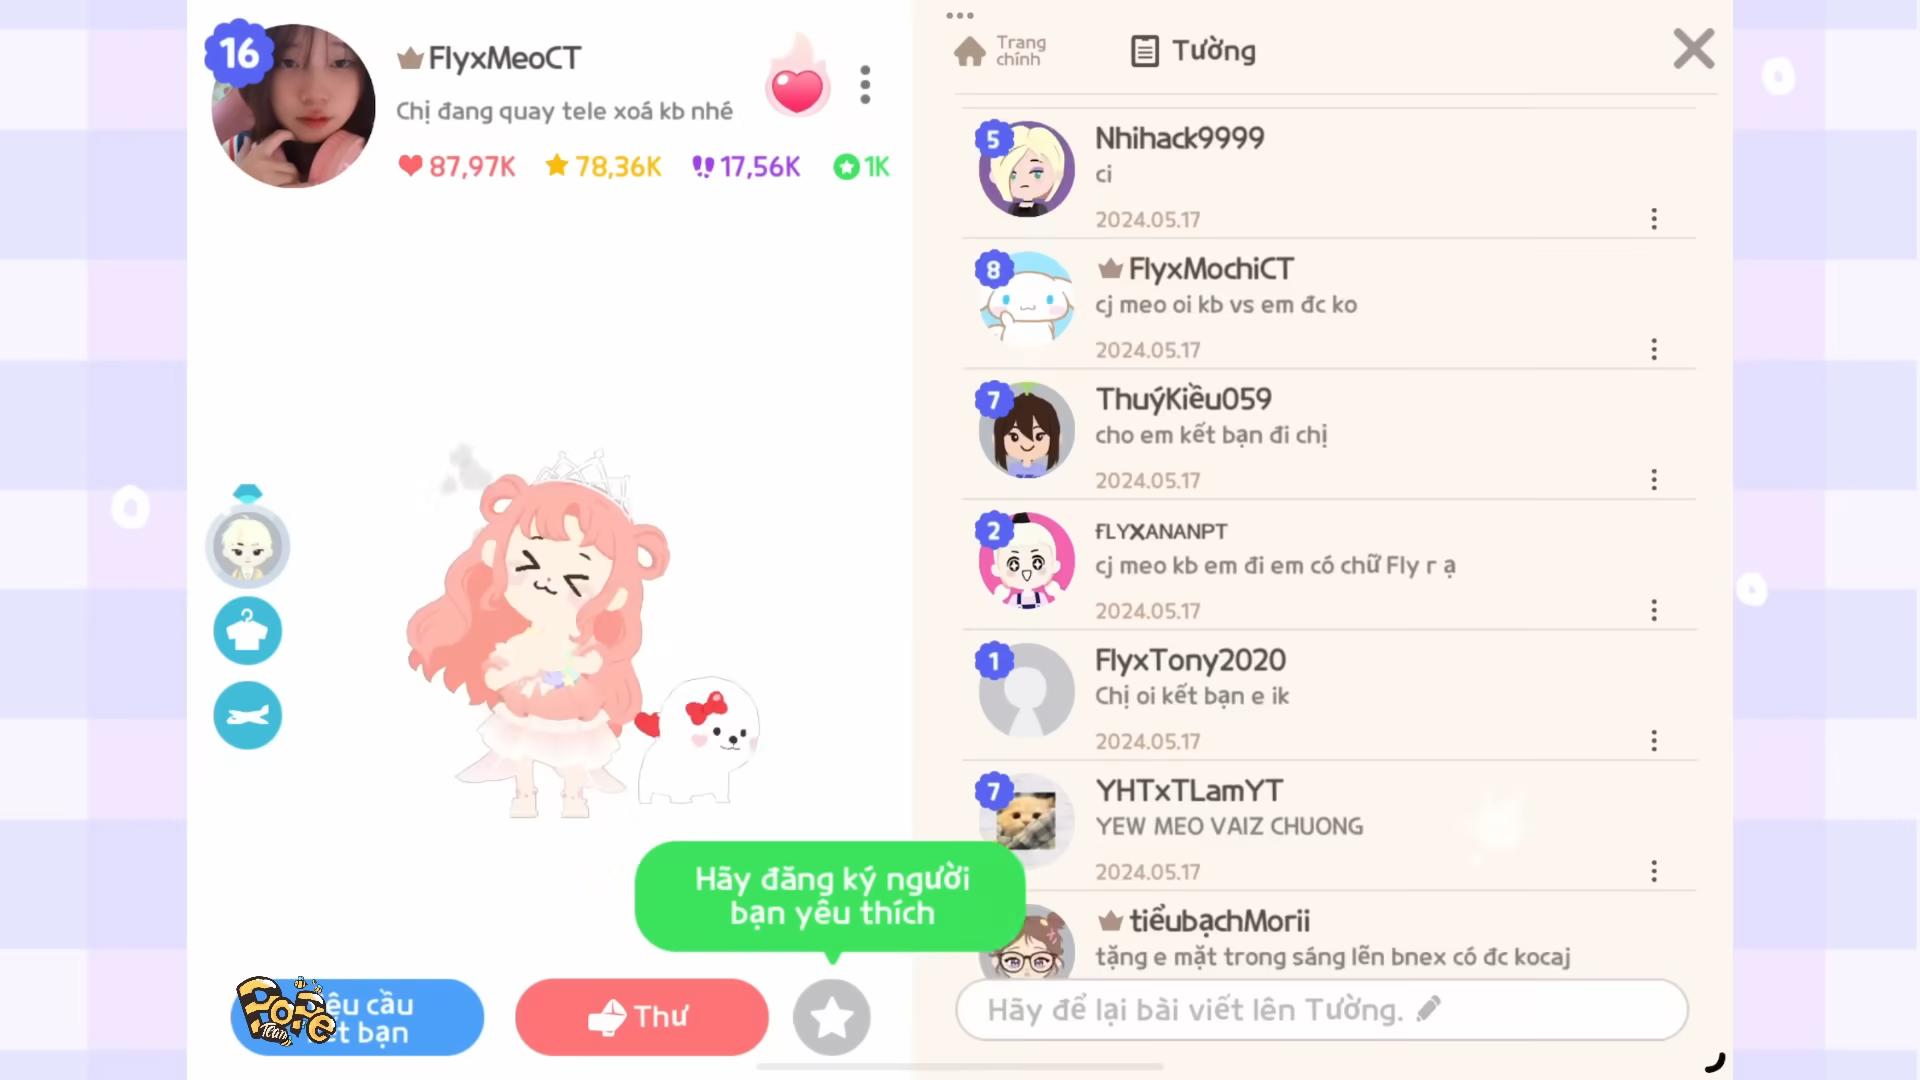 16
FlyxMeoCT
Chị đang quay tele xoá kb nhé
87,97K 78,36K 17,56K 1K
Hãy đăng ký người
bạn yêu thích
PoPe
Team
êu cầu
ết bạn
Thư
Trang
chính
Tường
5
Nhihack9999
ci
2024.05.17
8
FlyxMochiCT
cj meo oi kb vs em đc ko
2024.05.17
7
ThuýKiều059
cho em kết bạn đi chị
2024.05.17
2
FLYXANANPT
cj meo kb em đi em có chữ Fly r ạ
2024.05.17
1
FlyxTony2020
Chị oi kết bạn e ik
2024.05.17
7
YHTxTLamYT
YEW MEO VAIZ CHUONG
2024.05.17
tiểubạchMorii
tặng e mặt trong sáng lẽn bnex có đc kocaj
Hãy để lại bài viết lên Tường.